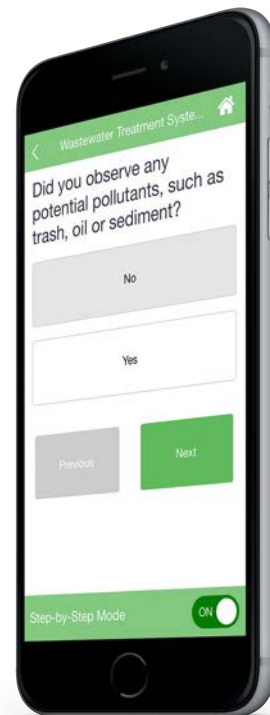 Wastewater Treatment Syste...
Did you observe any
potential pollutants, such as
trash, oil or sediment?
No
Yes
Previous
Next
Step-by-Step Mode
ON